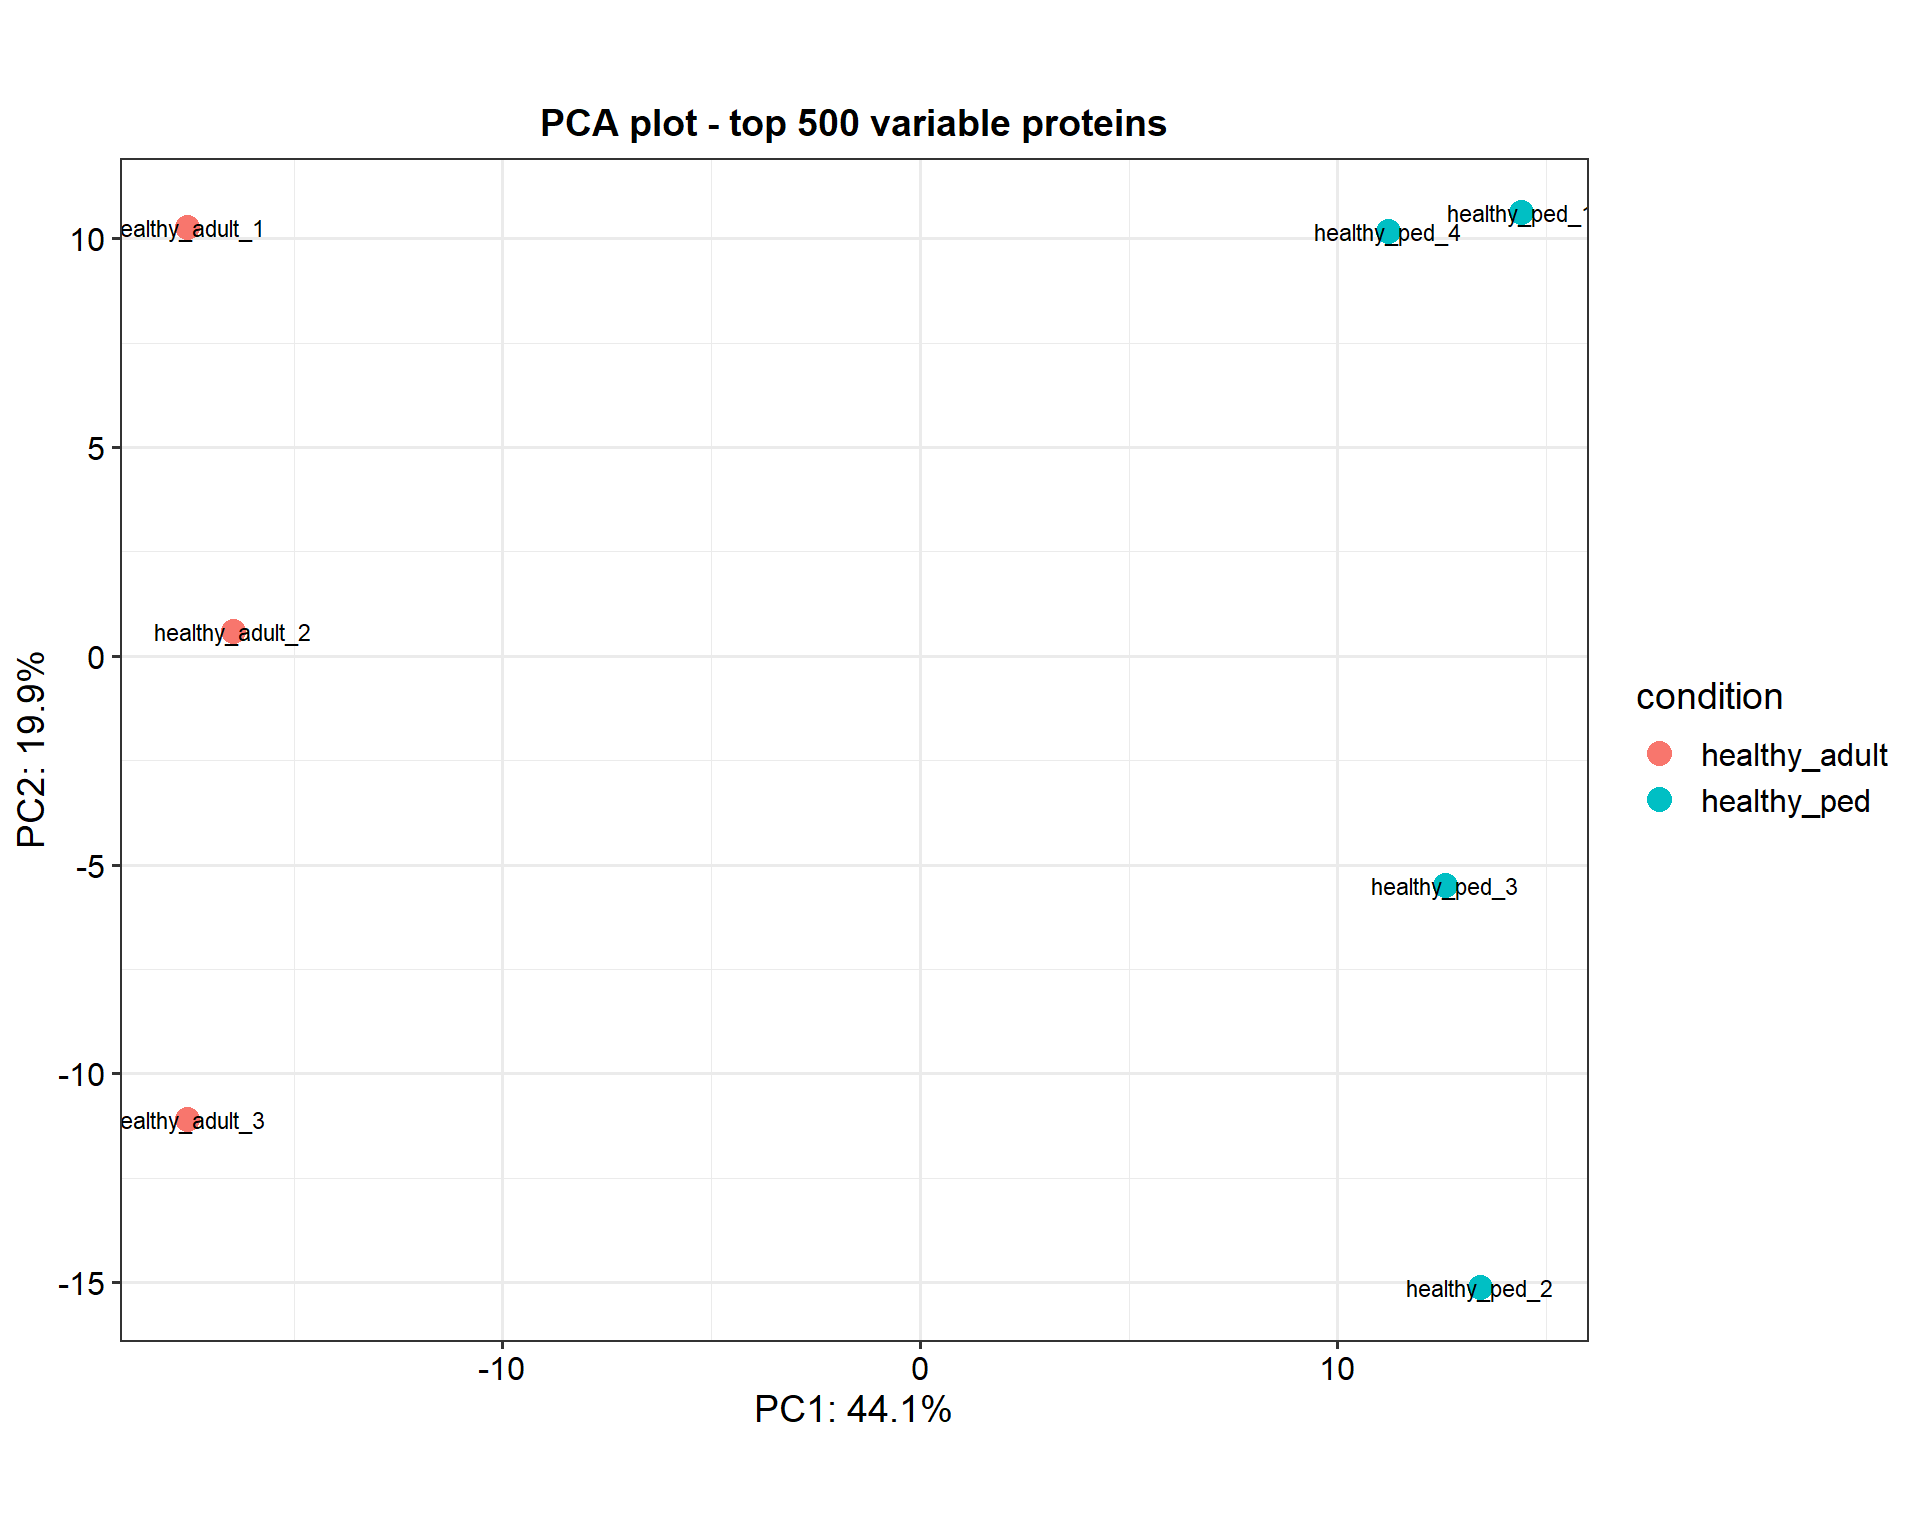 PCA plot - top 500 variable proteins
ealthy_adult_1
healthy_ped_1
healthy_ped_4
10
5
healthy_adult_2
0
PC2: 19.9%
condition
healthy_adult
healthy_ped
-5
healthy_ped_3
-10
ealthy_adult_3
-15
healthy_ped_2
-10
0
10
PC1: 44.1%